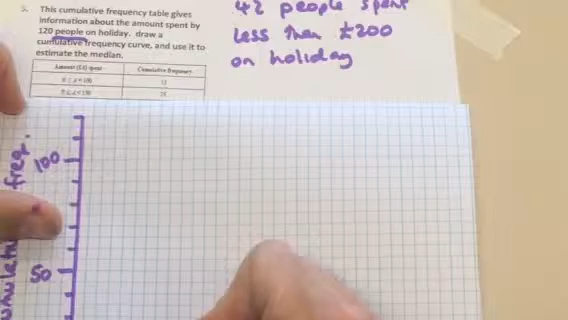 5. This cumulative frequency table gives
information about the amount spent by
120 people on holiday. draw a
cumulative frequency curve, and use it to
estimate the median.
Amount (£A) spent
Cumulative frequency
42 people spent
less than £200
on holiday
freq.
100
50